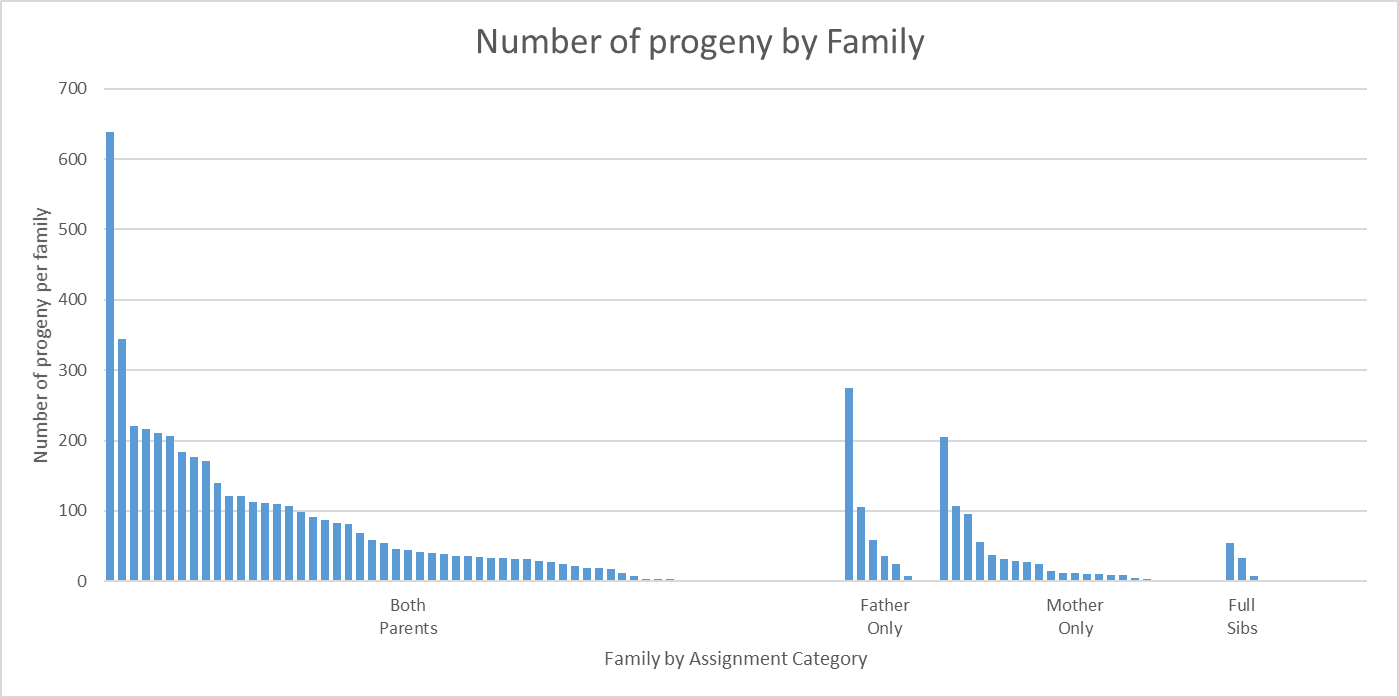 Number of progeny by Family
Number of progeny per family
700
600
500
400
300
200
100
0
Both
Parents
Father
Only
Mother
Only
Full
Sibs
Family by Assignment Category